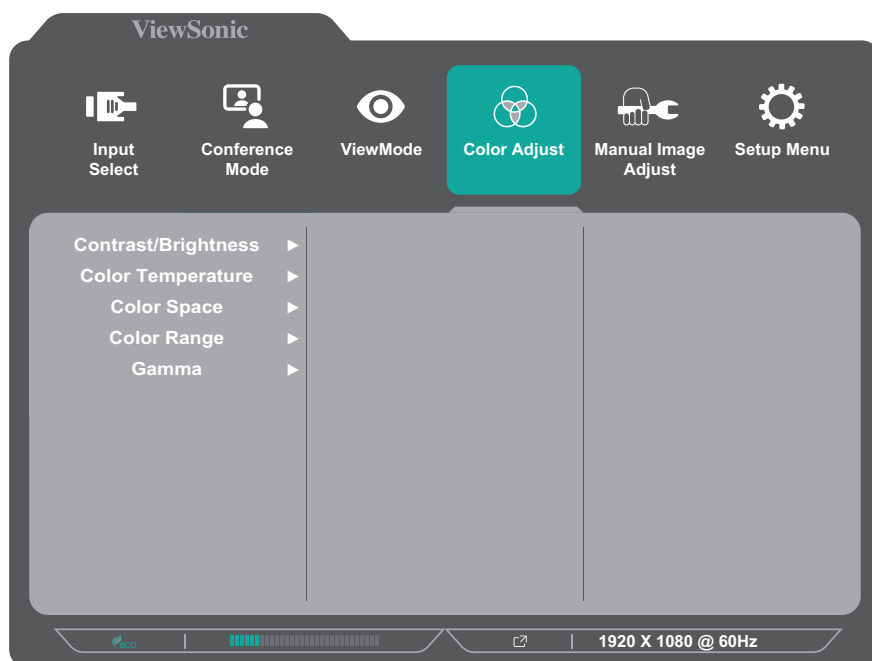 ViewSonic
Input
Select
Conference
Mode
ViewMode
Color Adjust
Manual Image
Adjust
Setup Menu
Contrast/Brightness
Color Temperature
Color Space
Color Range
Gamma
eco
1920 X 1080 @ 60Hz